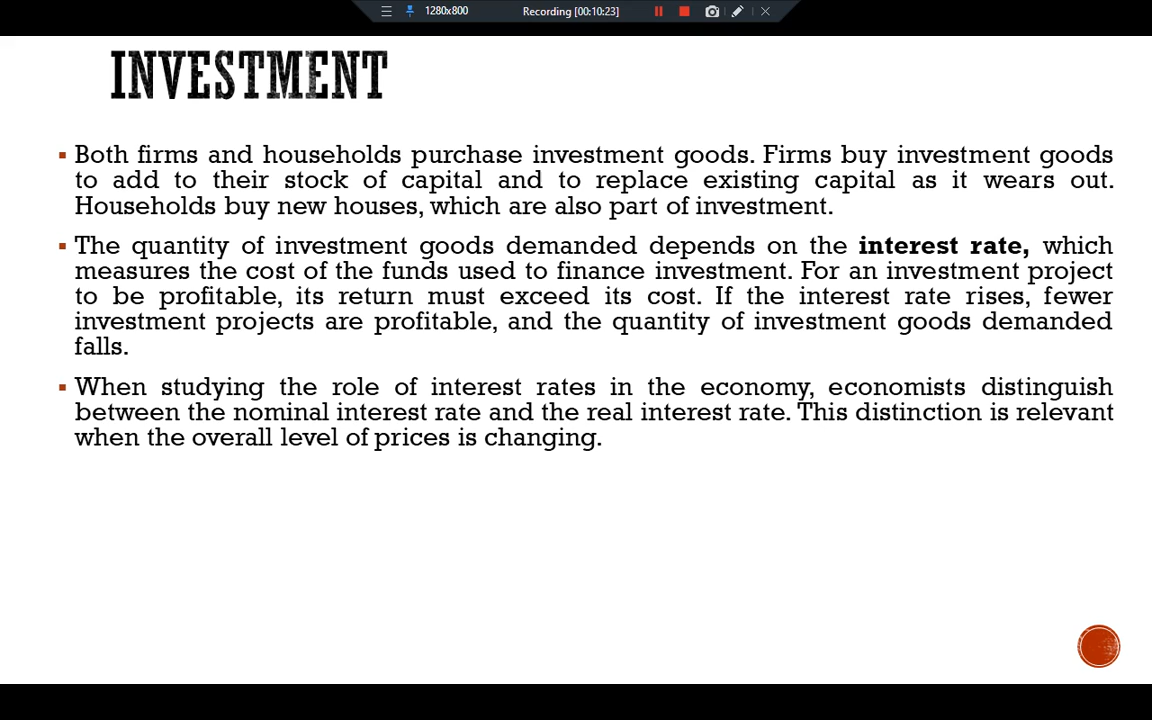 1280x800
Recording [00:10:23]
INVESTMENT
▪ Both firms and households purchase investment goods. Firms buy investment goods
to add to their stock of capital and to replace existing capital as it wears out.
Households buy new houses, which are also part of investment.
▪ The quantity of investment goods demanded depends on the interest rate, which
measures the cost of the funds used to finance investment. For an investment project
to be profitable, its return must exceed its cost. If the interest rate rises, fewer
investment projects are profitable, and the quantity of investment goods demanded
falls.
▪ When studying the role of interest rates in the economy, economists distinguish
between the nominal interest rate and the real interest rate. This distinction is relevant
when the overall level of prices is changing.